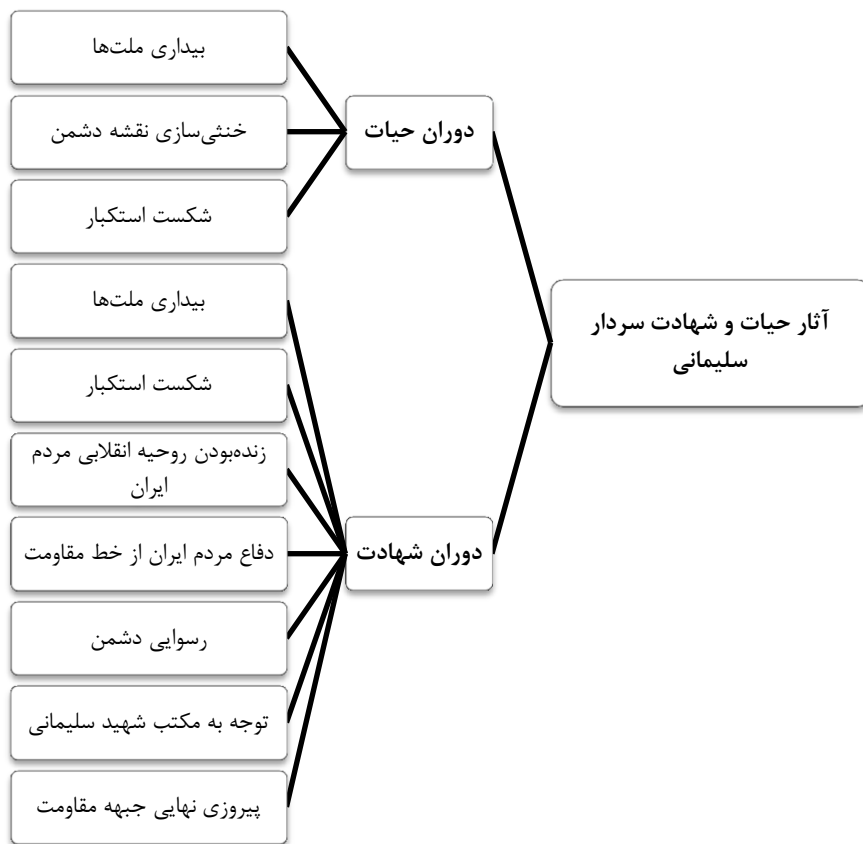 آثار حیات و شهادت سردار
سلیمانی
دوران حیات
بیداری ملت‌ها
خنثی‌سازی نقشه دشمن
شکست استکبار
دوران شهادت
بیداری ملت‌ها
شکست استکبار
زنده‌بودن روحیه انقلابی مردم
ایران
دفاع مردم ایران از خط مقاومت
رسوایی دشمن
توجه به مکتب شهید سلیمانی
پیروزی نهایی جبهه مقاومت